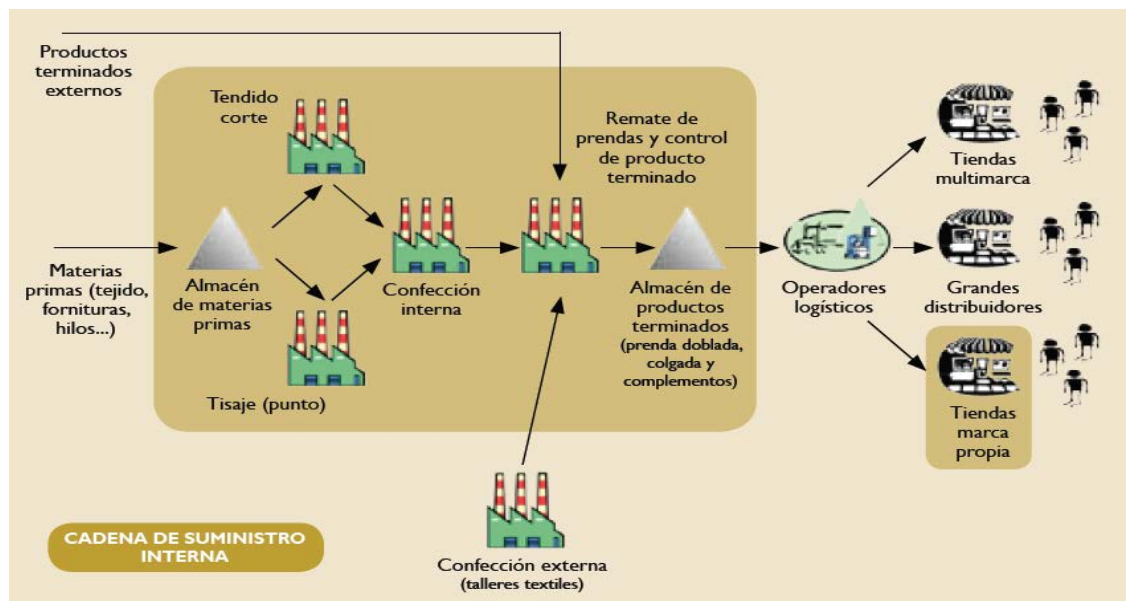 Productos
terminados
externos
Tendido
corte
Remate de
prendas y control
de producto
terminado
Tiendas
multimarca
Materias
primas (tejido,
fornituras,
hilos...)
Almacén
de materias
primas
Confección
interna
Almacén de
productos
terminados
(prenda doblada,
colgada y
complementos)
Operadores
logísticos
Grandes
distribuidores
Tisaje (punto)
Tiendas
marca
propia
CADENA DE SUMINISTRO
INTERNA
Confección externa
(talleres textiles)